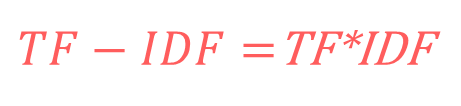 TF − IDF = TF*IDF